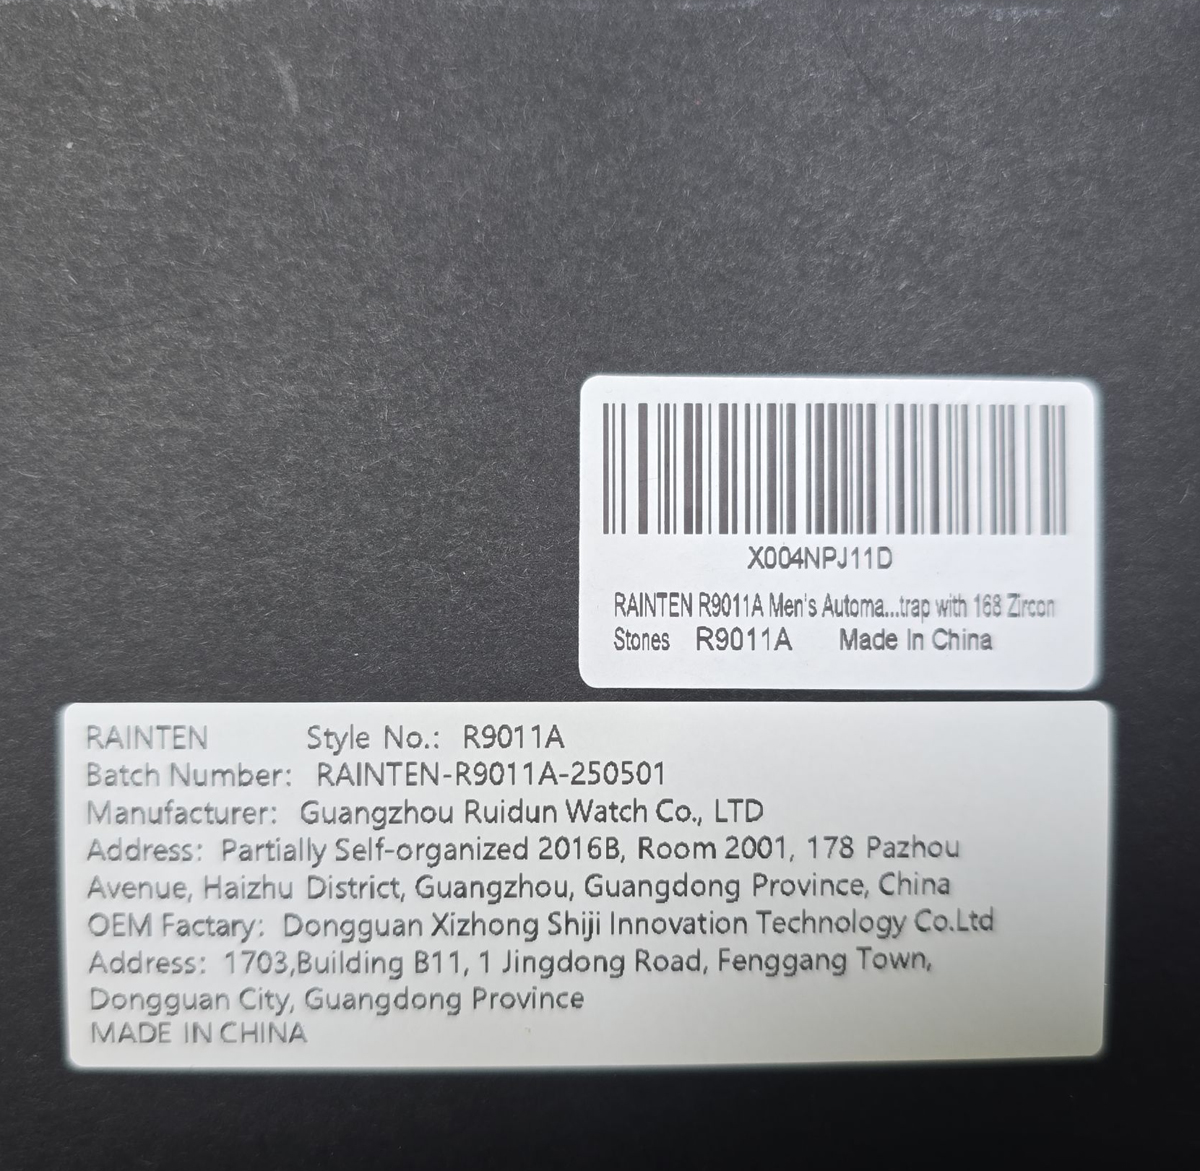 X004NPJ11D
RAINTEN R9011A Men's Automa...trap with 168 Zircon
Stones R9011A Made In China
RAINTEN Style No.: R9011A
Batch Number: RAINTEN-R9011A-250501
Manufacturer: Guangzhou Ruidun Watch Co., LTD
Address: Partially Self-organized 2016B, Room 2001, 178 Pazhou
Avenue, Haizhu District, Guangzhou, Guangdong Province, China
OEM Factary: Dongguan Xizhong Shiji Innovation Technology Co.Ltd
Address: 1703,Building B11, 1 Jingdong Road, Fenggang Town,
Dongguan City, Guangdong Province
MADE IN CHINA